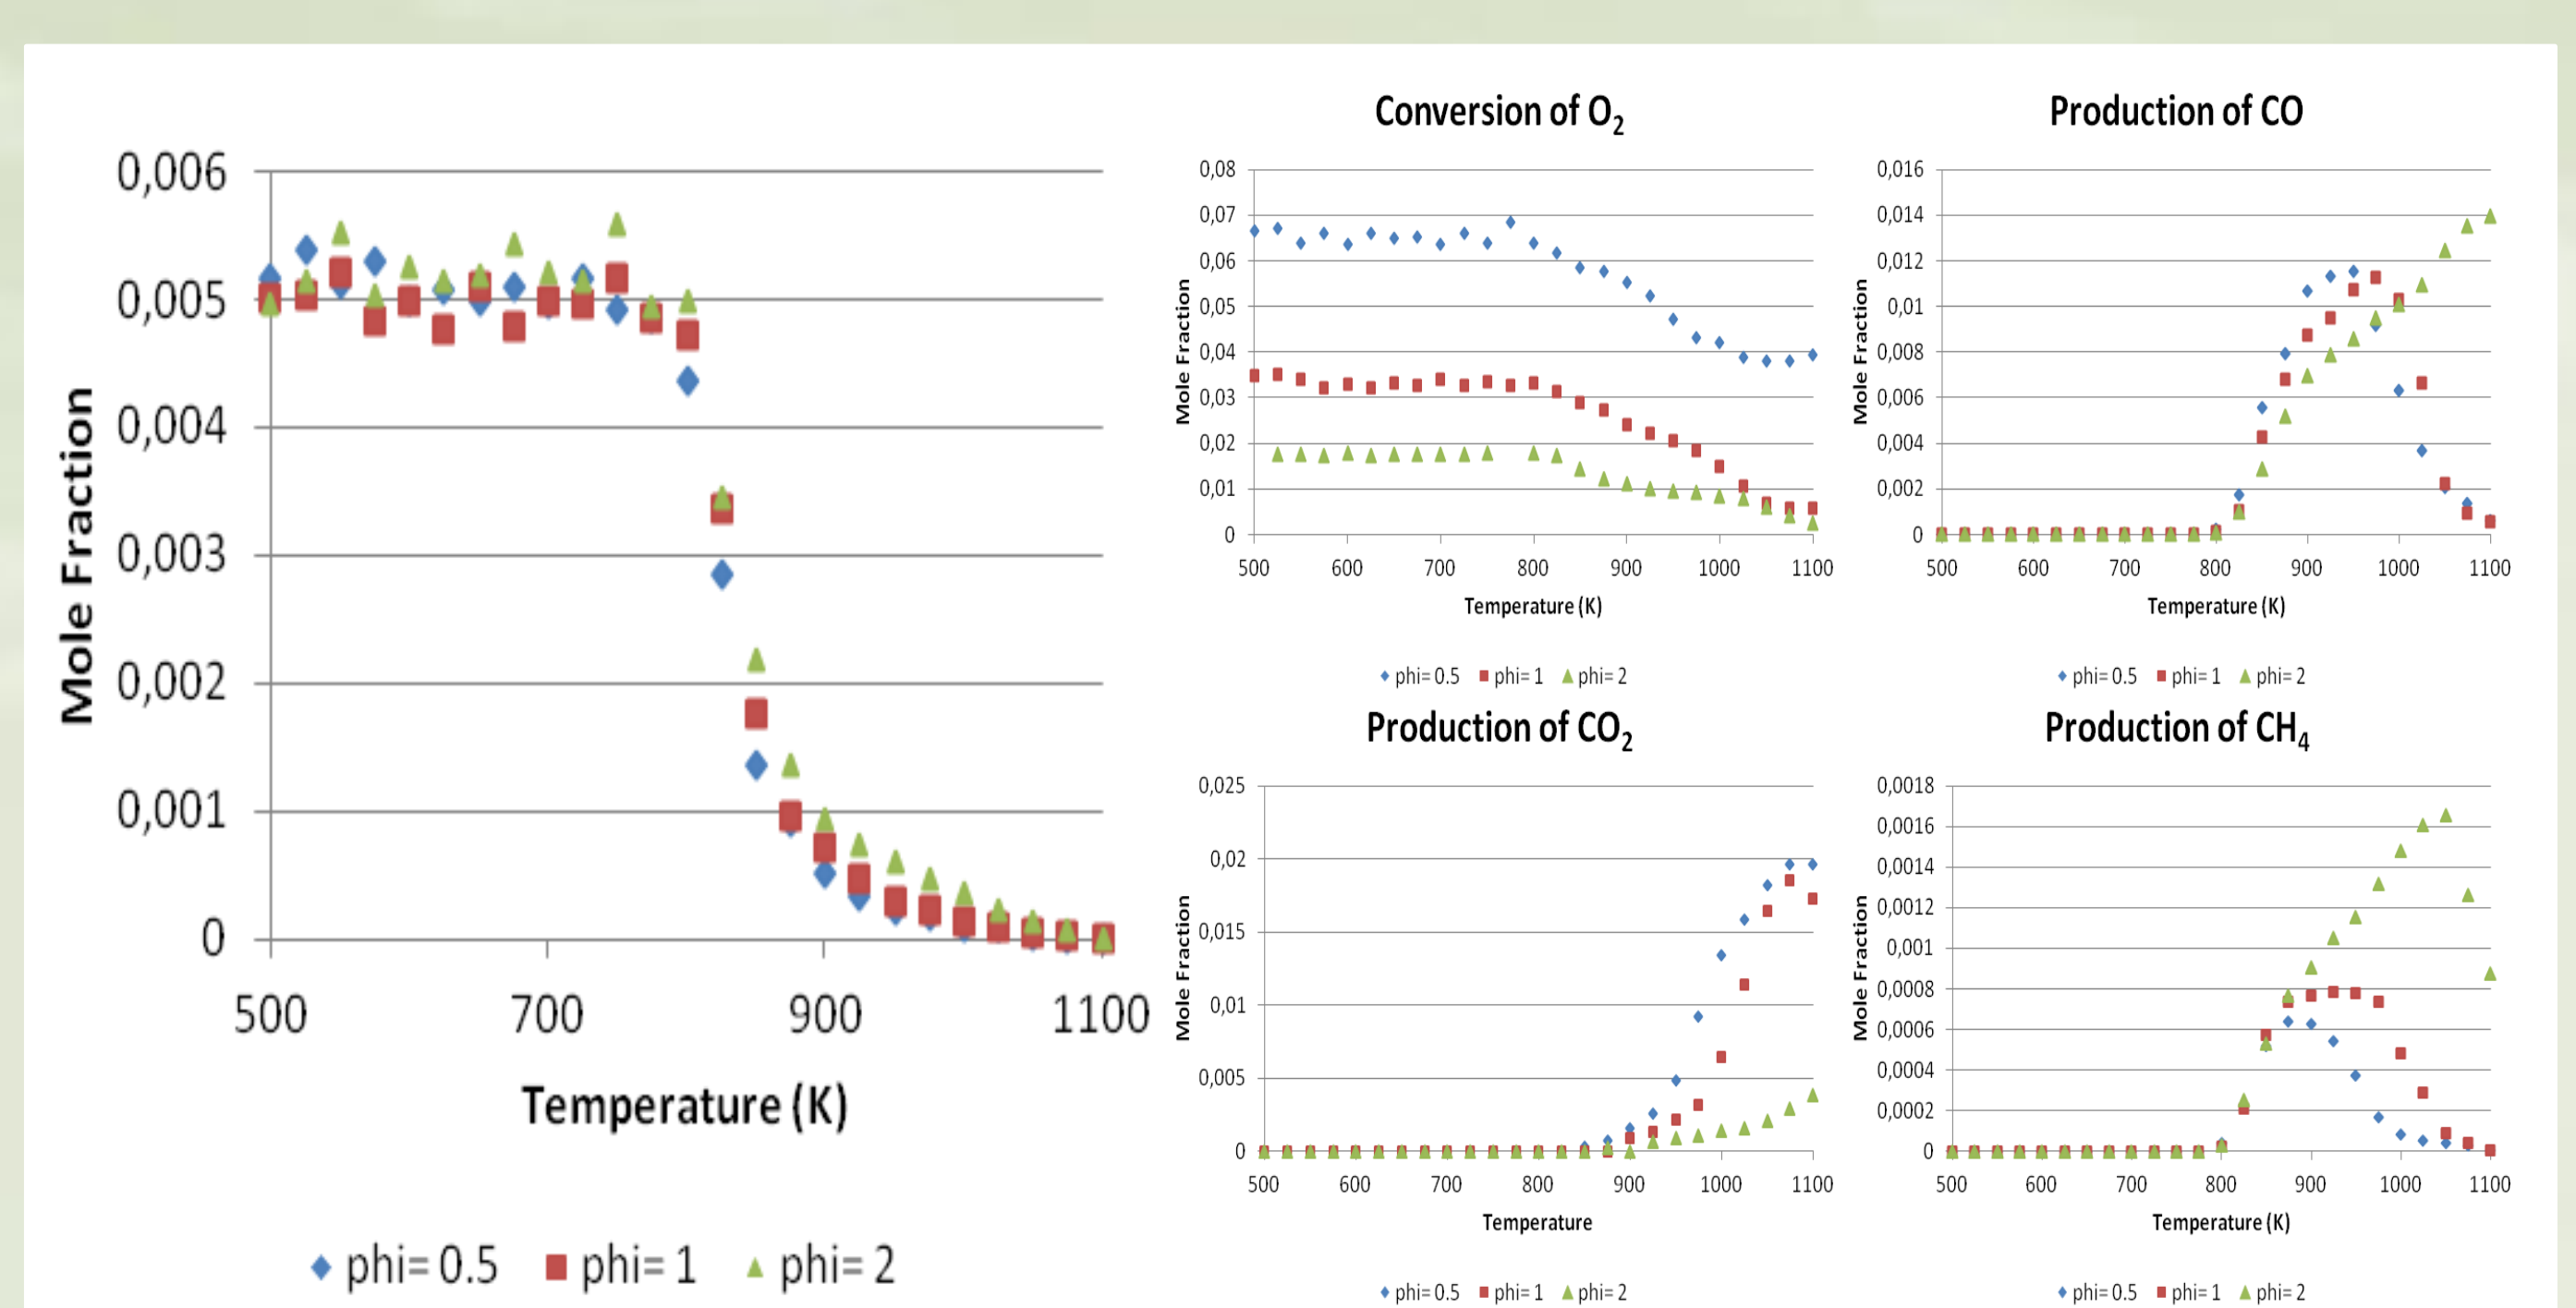 0,006
0,005
0,004
0,003
0,002
0,001
0
Mole Fraction
500 700 900 1100
Temperature (K)
phi= 0.5 phi= 1 phi= 2
Conversion of O₂
0,08
0,07
0,06
0,05
0,04
0,03
0,02
0,01
0
Mole Fraction
500 600 700 800 900 1000 1100
Temperature (K)
phi= 0.5 phi= 1 phi= 2
Production of CO
0,016
0,014
0,012
0,01
0,008
0,006
0,004
0,002
0
Mole Fraction
500 600 700 800 900 1000 1100
Temperature (K)
phi= 0.5 phi= 1 phi= 2
Production of CO₂
0,025
0,02
0,015
0,01
0,005
0
Mole Fraction
500 600 700 800 900 1000 1100
Temperature
phi= 0.5 phi= 1 phi= 2
Production of CH₄
0,0018
0,0016
0,0014
0,0012
0,001
0,0008
0,0006
0,0004
0,0002
0
Mole Fraction
500 600 700 800 900 1000 1100
Temperature (K)
phi= 0.5 phi= 1 phi= 2